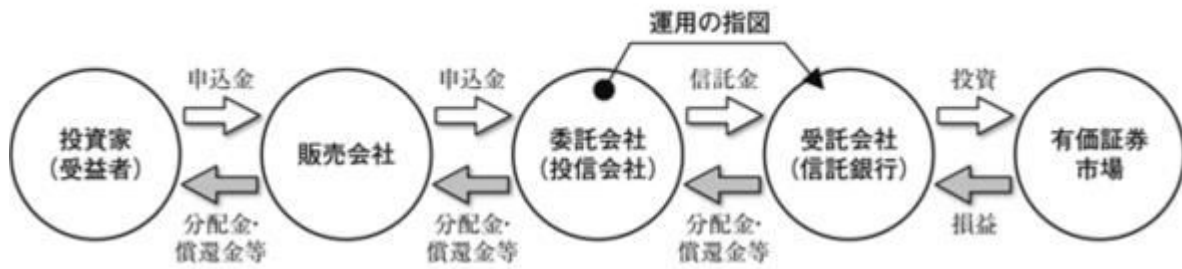 運用の指図
申込金
申込金
信託金
投資
投資家
(受益者)
販売会社
委託会社
(投信会社)
受託会社
(信託銀行)
有価証券
市場
分配金・
償還金等
分配金・
償還金等
分配金・
償還金等
損益